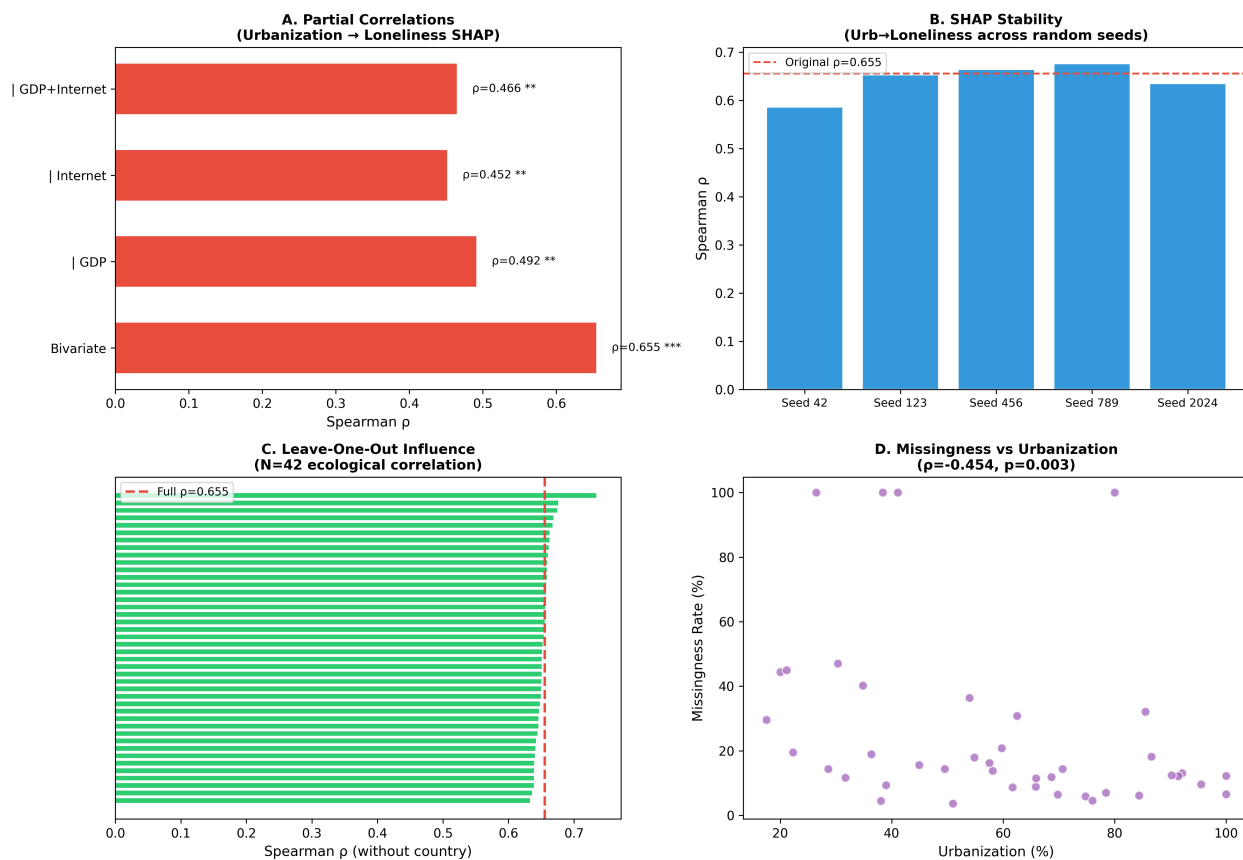 A. Partial Correlations
(Urbanization → Loneliness SHAP)
| GDP+Internet
ρ=0.466 **
| Internet
ρ=0.452 **
| GDP
ρ=0.492 **
Bivariate
ρ=0.655 ***
0.0 0.1 0.2 0.3 0.4 0.5 0.6
Spearman ρ
B. SHAP Stability
(Urb→Loneliness across random seeds)
Original ρ=0.655
0.7
0.6
0.5
0.4
0.3
0.2
0.1
0.0
Spearman ρ
Seed 42 Seed 123 Seed 456 Seed 789 Seed 2024
C. Leave-One-Out Influence
(N=42 ecological correlation)
Full ρ=0.655
0.0 0.1 0.2 0.3 0.4 0.5 0.6 0.7
Spearman ρ (without country)
D. Missingness vs Urbanization
(ρ=-0.454, p=0.003)
100
80
60
40
20
0
Missingness Rate (%)
20 40 60 80 100
Urbanization (%)